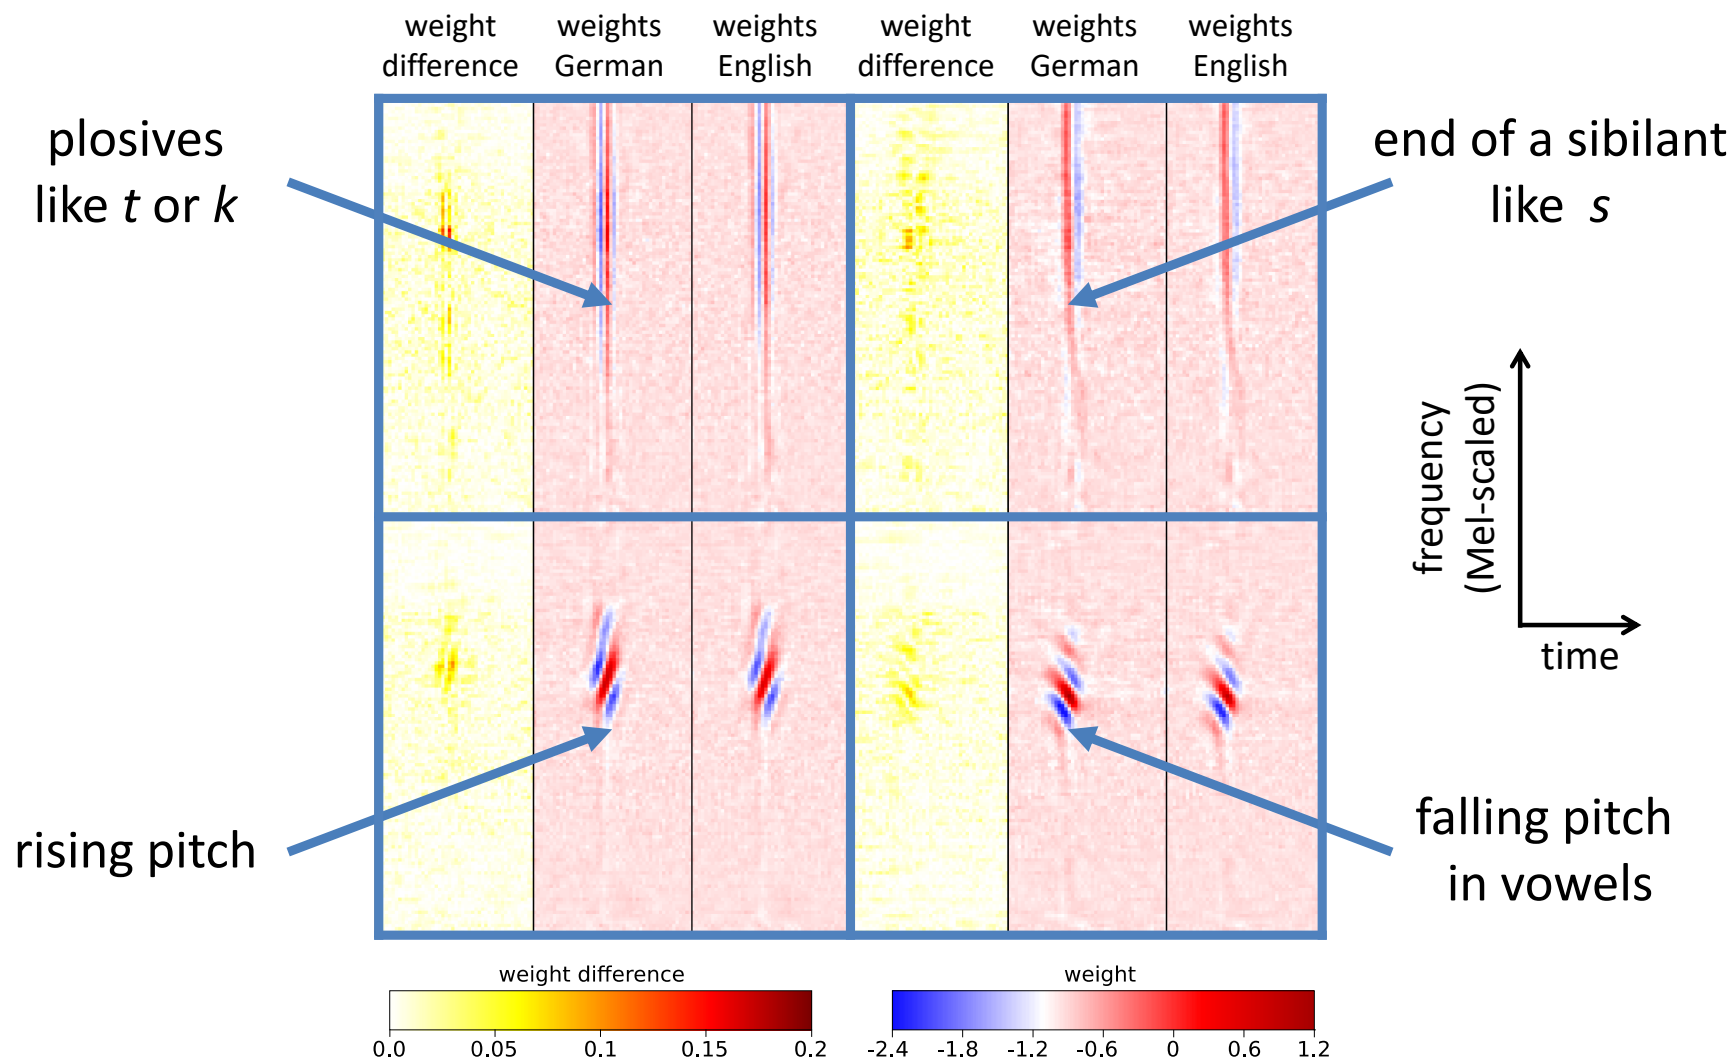 weight weights weights weight weights weights
difference German English difference German English
plosives
like t or k
end of a sibilant
like s
frequency
(Mel-scaled)
time
rising pitch
falling pitch
in vowels
weight difference
0.0 0.05 0.1 0.15 0.2
weight
-2.4 -1.8 -1.2 -0.6 0 0.6 1.2